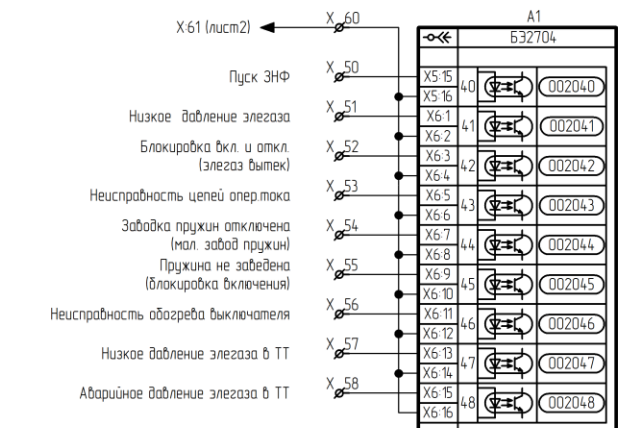 X:61 (лист2)
X 60
A1
БЭ2704
Пуск ЗНФ
X 50
X5:15
X5:16
40
002040
Низкое давление элегаза
X 51
X6:1
X6:2
41
002041
Блокировка вкл. и откл.
(элегаз вытек)
X 52
X6:3
X6:4
42
002042
Неисправность цепей опер.тока
X 53
X6:5
X6:6
43
002043
Заводка пружин отключена
(мал. завод пружин)
X 54
X6:7
X6:8
44
002044
Пружина не заведена
(блокировка включения)
X 55
X6:9
X6:10
45
002045
Неисправность обогрева выключателя
X 56
X6:11
X6:12
46
002046
Низкое давление элегаза в ТТ
X 57
X6:13
X6:14
47
002047
Аварийное давление элегаза в ТТ
X 58
X6:15
X6:16
48
002048